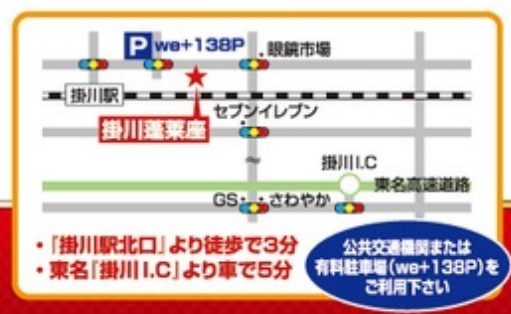 P we+138P
眼鏡市場
掛川駅
セブンイレブン
掛川蓬莱座
掛川I.C
東名高速道路
GS さわやか
・『掛川駅北口』より徒歩で3分
・東名『掛川I.C』より車で5分
公共交通機関または
有料駐車場(we+138P)を
ご利用下さい